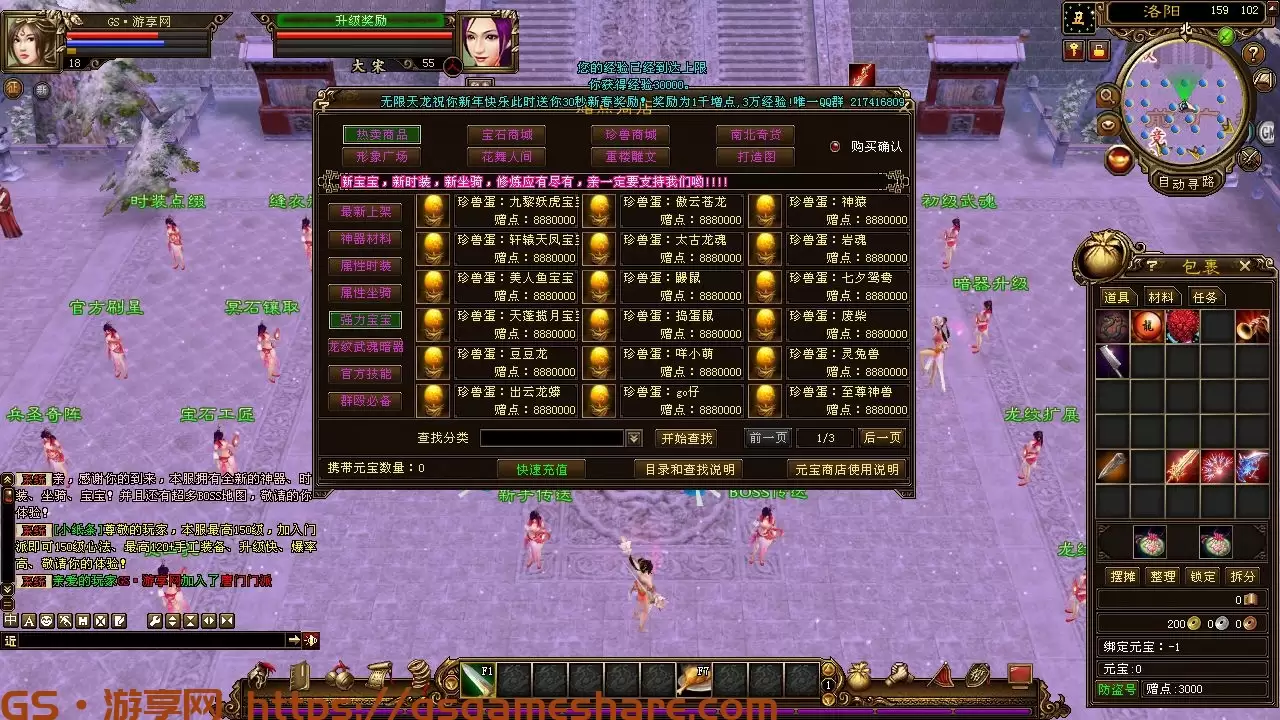 GS·游享网
18
升级奖励
大宋
55
洛阳 159 102
北
您的经验已经到达上限
你获得经验30000。
无限天龙祝你新年快乐此时送你30秒新春奖励！奖励为1千增点.3万经验!唯一QQ群 217416809
热卖商品 宝石商城 珍兽商城 南北奇货
形象广场 花舞人间 重楼雕文 打造图
购买确认
新宝宝，新时装，新坐骑，修炼应有尽有，亲一定要支持我们哟!!!!
最新上架
神器材料
属性时装
属性坐骑
强力宝宝
龙纹武魂暗器
官方技能
群殴必备
珍兽蛋：九黎妖虎宝宝 珍兽蛋：傲云苍龙 珍兽蛋：神猿
赠点：8880000 赠点：8880000 赠点：8880000
珍兽蛋：轩辕天凤宝宝 珍兽蛋：太古龙魂 珍兽蛋：岩魂
赠点：8880000 赠点：8880000 赠点：8880000
珍兽蛋：美人鱼宝宝 珍兽蛋：鼹鼠 珍兽蛋：七夕鸳鸯
赠点：8880000 赠点：8880000 赠点：8880000
珍兽蛋：天蓬揽月宝宝 珍兽蛋：捣蛋鼠 珍兽蛋：废柴
赠点：8880000 赠点：8880000 赠点：8880000
珍兽蛋：豆豆龙 珍兽蛋：咩小萌 珍兽蛋：玉兔兽
赠点：8880000 赠点：8880000 赠点：8880000
珍兽蛋：出云龙蟒 珍兽蛋：go仔 珍兽蛋：至尊神兽
赠点：8880000 赠点：8880000 赠点：8880000
查找分类 开始查找 前一页 1/3 后一页
携带元宝数量：0 快速充值 目录和查找说明 元宝商店使用说明
时装点缀
缝衣
初级武魂
官方刷星
冥石镶取
暗器升级
兵圣奇阵
宝石工匠
龙纹扩展
新手传送
BOSS传送
龙纹
自动寻路
GM
包裹
道具 材料 任务
摆摊 整理 锁定 拆分
0
200 0 0
绑定元宝：-1
元宝:0
防盗号 赠点:3000
系统 亲，感谢你的到来，本服拥有全新的神器、时
装、坐骑、宝宝！并且还有超多BOSS地图，敬请的你
体验！
系统 [小纸条]尊敬的玩家，本服最高150级，加入门
派即可150级心法、最高120+手工装备、升级快、爆率
高、敬请你的体验！
系统 亲爱的玩家GS·游享网加入了唐门门派
近
F1
F7
GS·游享网 https://gsgameshare.com